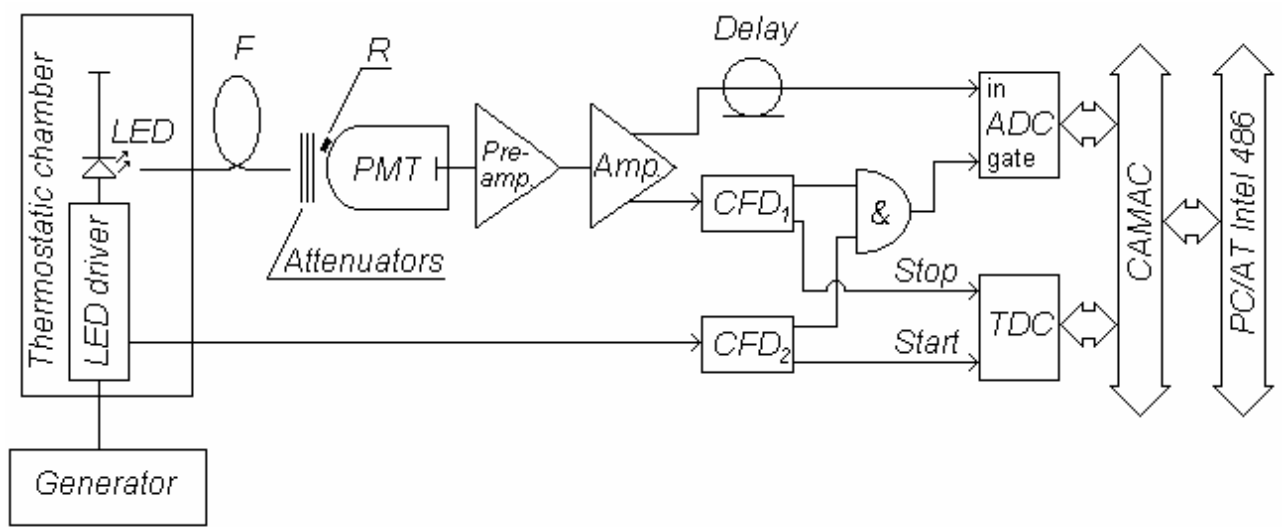 Thermostatic chamber
LED
LED driver
Generator
F
R
Attenuators
PMT
Pre-
amp.
Amp.
Delay
CFD1
CFD2
&
Stop
Start
in
ADC
gate
TDC
CAMAC
PC/AT Intel 486